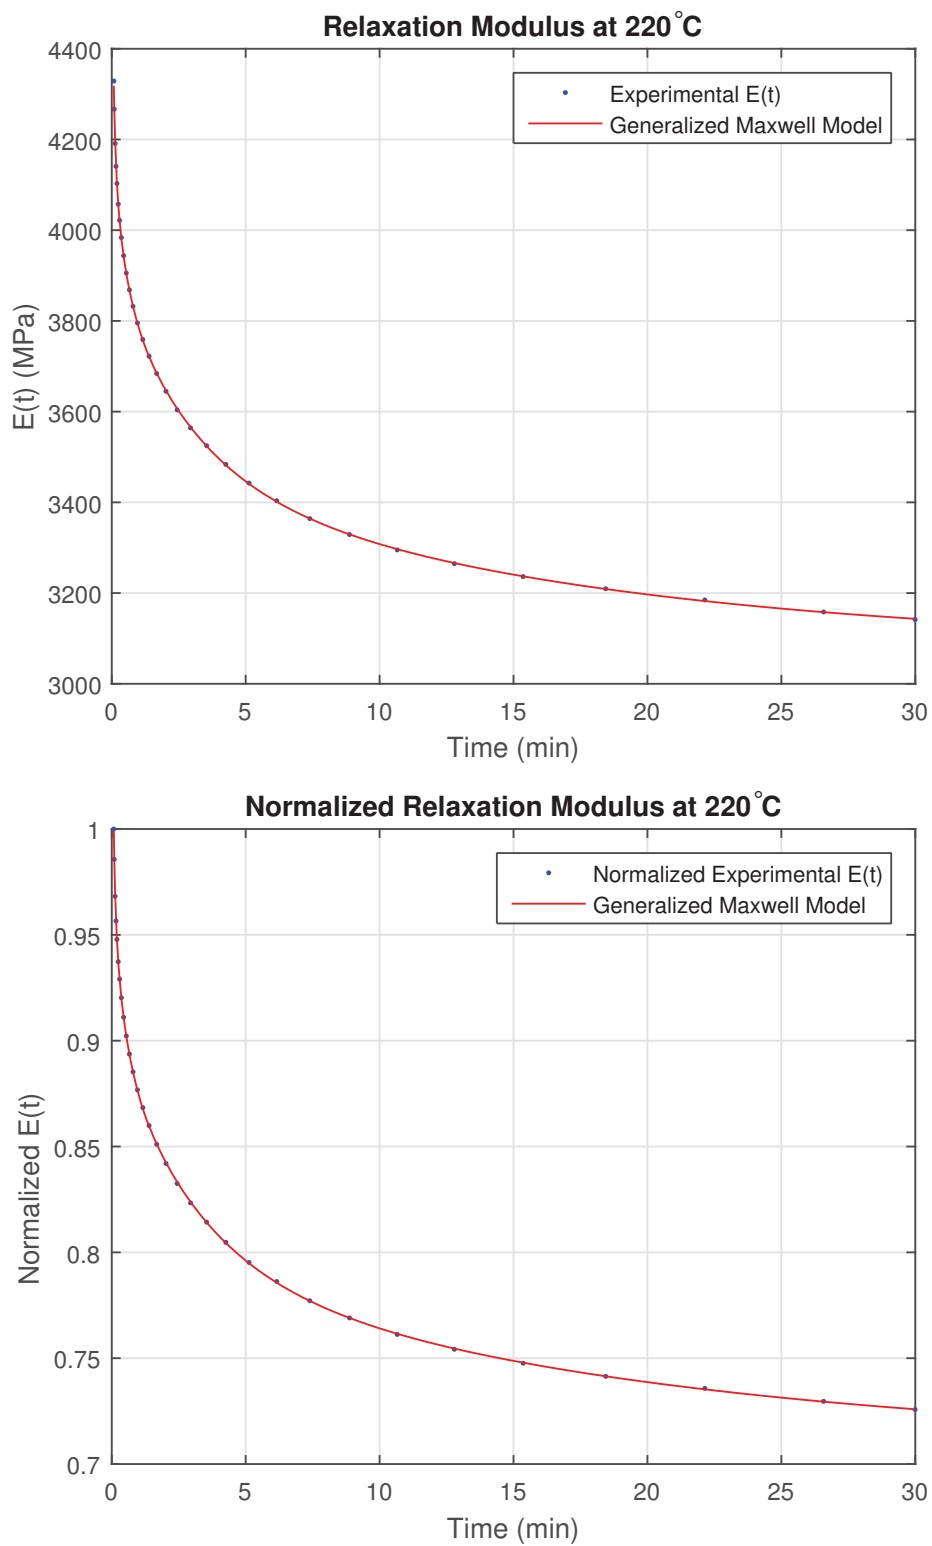 Relaxation Modulus at 220°C
4400
4200
4000
3800
3600
3400
3200
3000
E(t) (MPa)
Experimental E(t)
Generalized Maxwell Model
0 5 10 15 20 25 30
Time (min)
Normalized Relaxation Modulus at 220°C
1
0.95
0.9
0.85
0.8
0.75
0.7
Normalized E(t)
Normalized Experimental E(t)
Generalized Maxwell Model
0 5 10 15 20 25 30
Time (min)